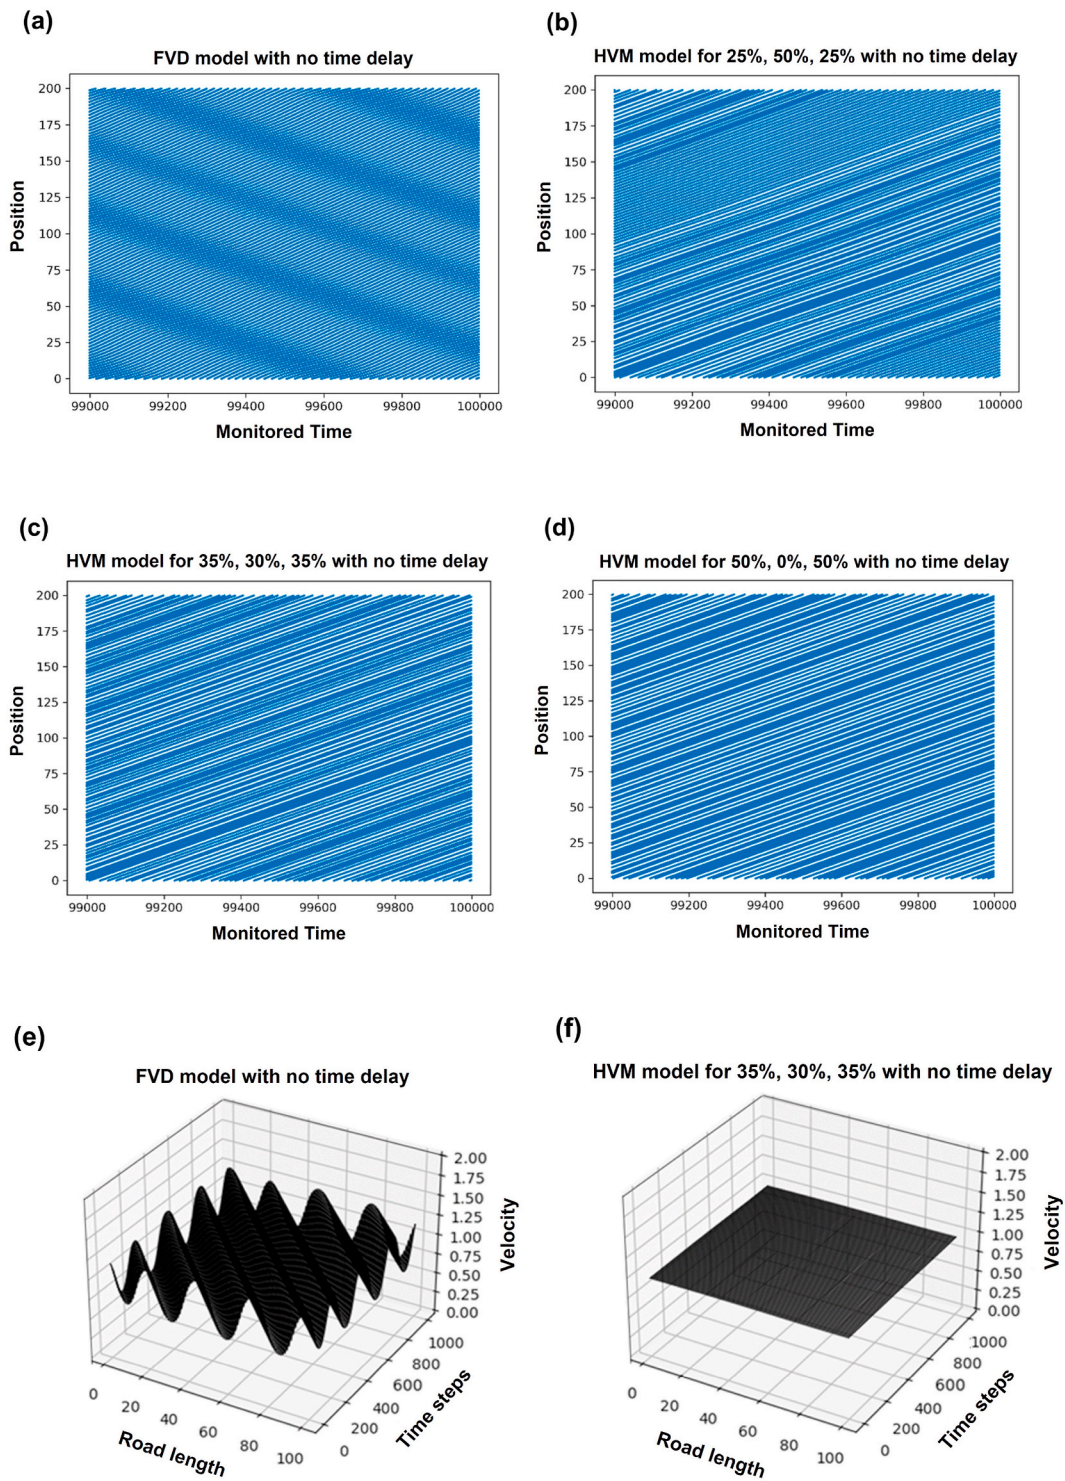 (a)
FVD model with no time delay
200
175
150
125
100
75
50
25
0
Position
99000 99200 99400 99600 99800 100000
Monitored Time
(b)
HVM model for 25%, 50%, 25% with no time delay
200
175
150
125
100
75
50
25
0
Position
99000 99200 99400 99600 99800 100000
Monitored Time
(c)
HVM model for 35%, 30%, 35% with no time delay
200
175
150
125
100
75
50
25
0
Position
99000 99200 99400 99600 99800 100000
Monitored Time
(d)
HVM model for 50%, 0%, 50% with no time delay
200
175
150
125
100
75
50
25
0
Position
99000 99200 99400 99600 99800 100000
Monitored Time
(e)
FVD model with no time delay
2.00
1.75
1.50
1.25
1.00
0.75
0.50
0.25
0.00
Velocity
1000
800
600
400
200
0
Time steps
0 20 40 60 80 100
Road length
(f)
HVM model for 35%, 30%, 35% with no time delay
2.00
1.75
1.50
1.25
1.00
0.75
0.50
0.25
0.00
Velocity
1000
800
600
400
200
0
Time steps
0 20 40 60 80 100
Road length